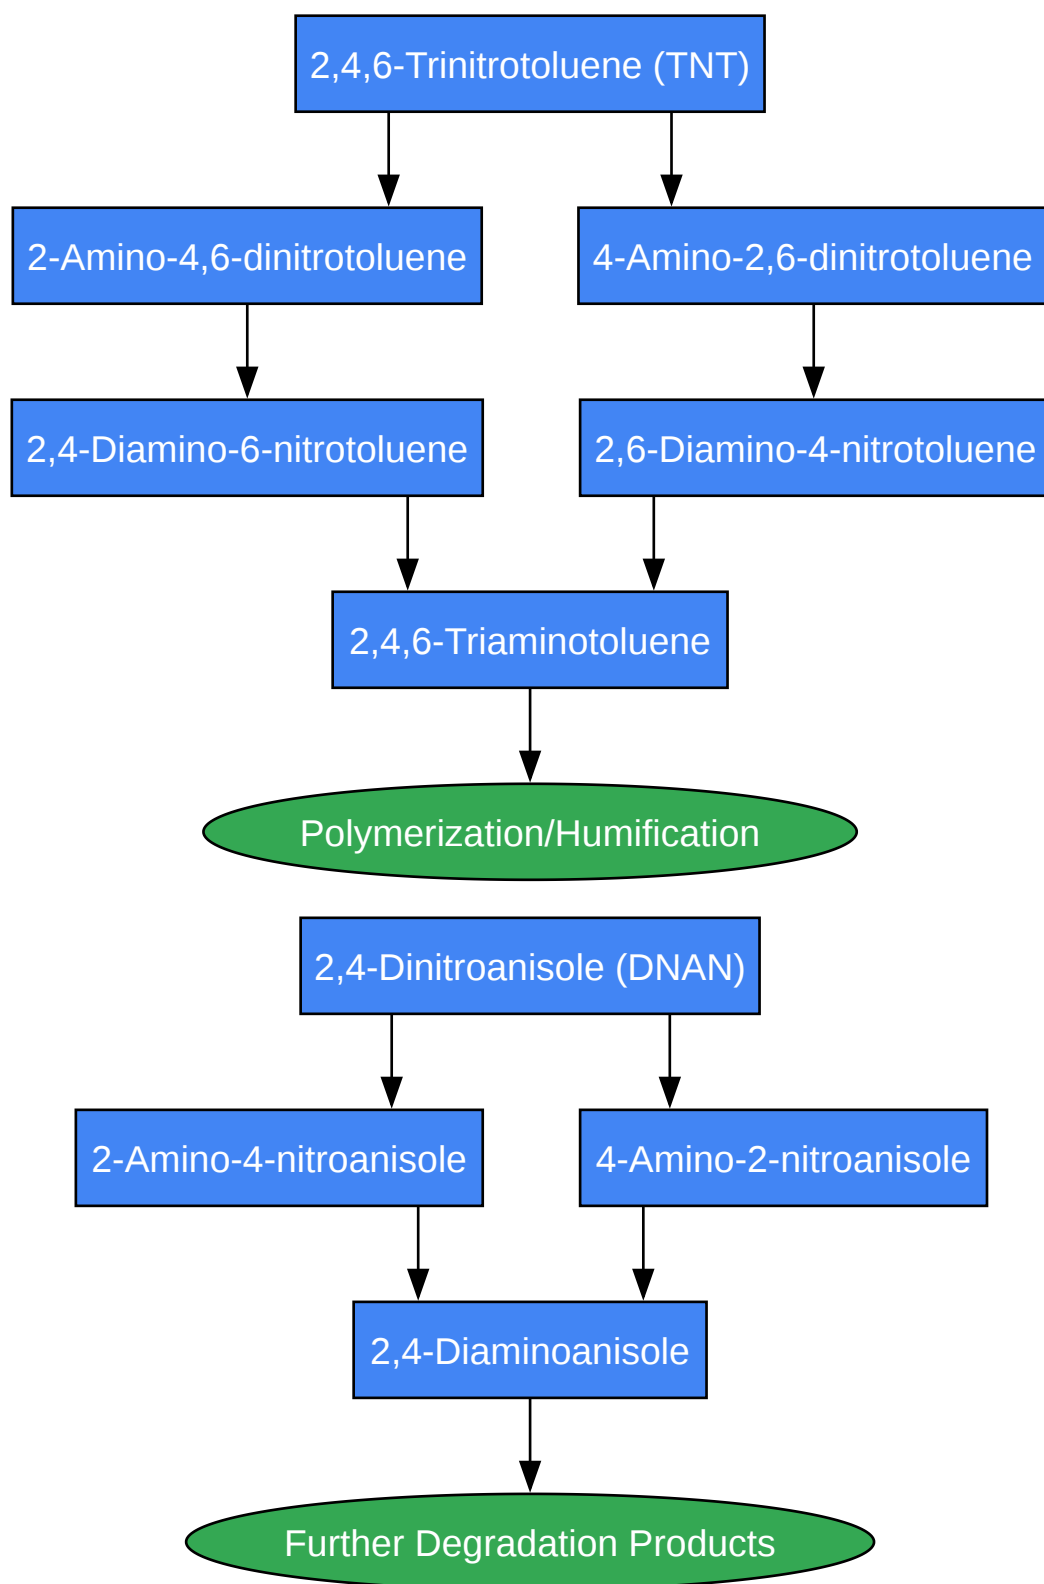 2,4,6-Trinitrotoluene (TNT)
2-Amino-4,6-dinitrotoluene
4-Amino-2,6-dinitrotoluene
2,4-Diamino-6-nitrotoluene
2,6-Diamino-4-nitrotoluene
2,4,6-Triaminotoluene
Polymerization/Humification
2,4-Dinitroanisole (DNAN)
2-Amino-4-nitroanisole
4-Amino-2-nitroanisole
2,4-Diaminoanisole
Further Degradation Products